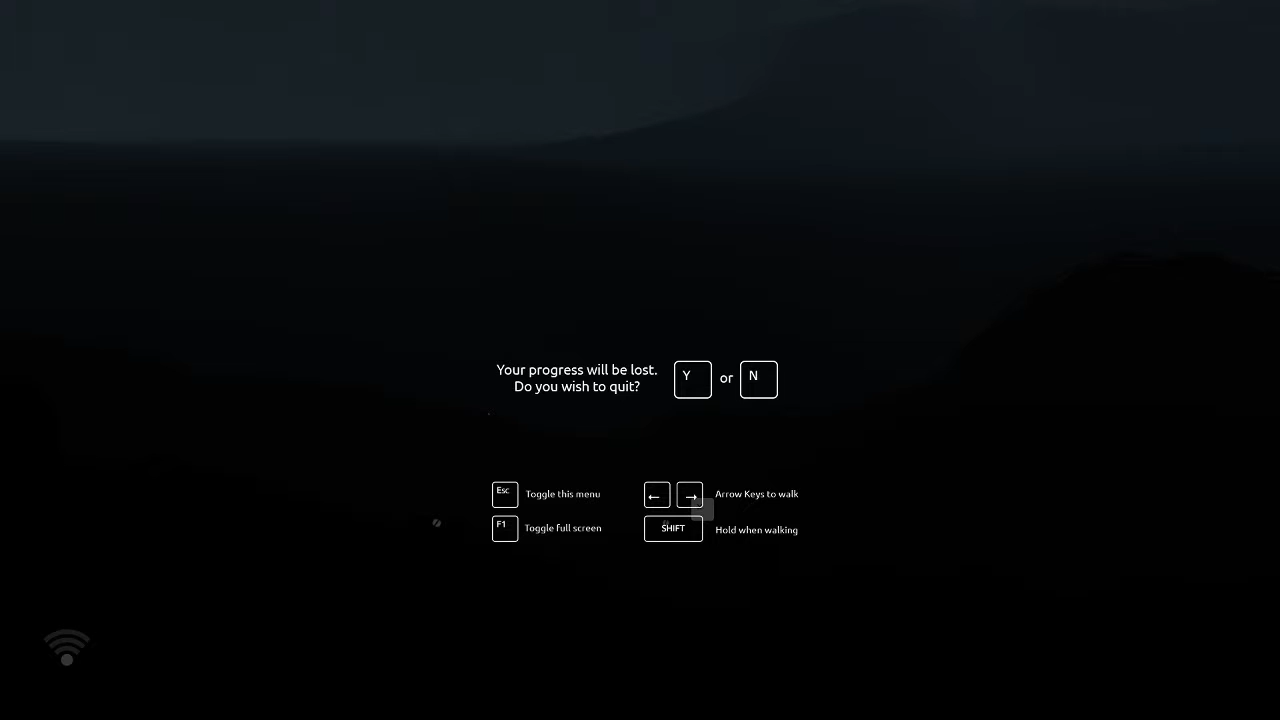 Your progress will be lost.
Do you wish to quit?
Y or N
Esc Toggle this menu
← → Arrow Keys to walk
F1 Toggle full screen
SHIFT Hold when walking